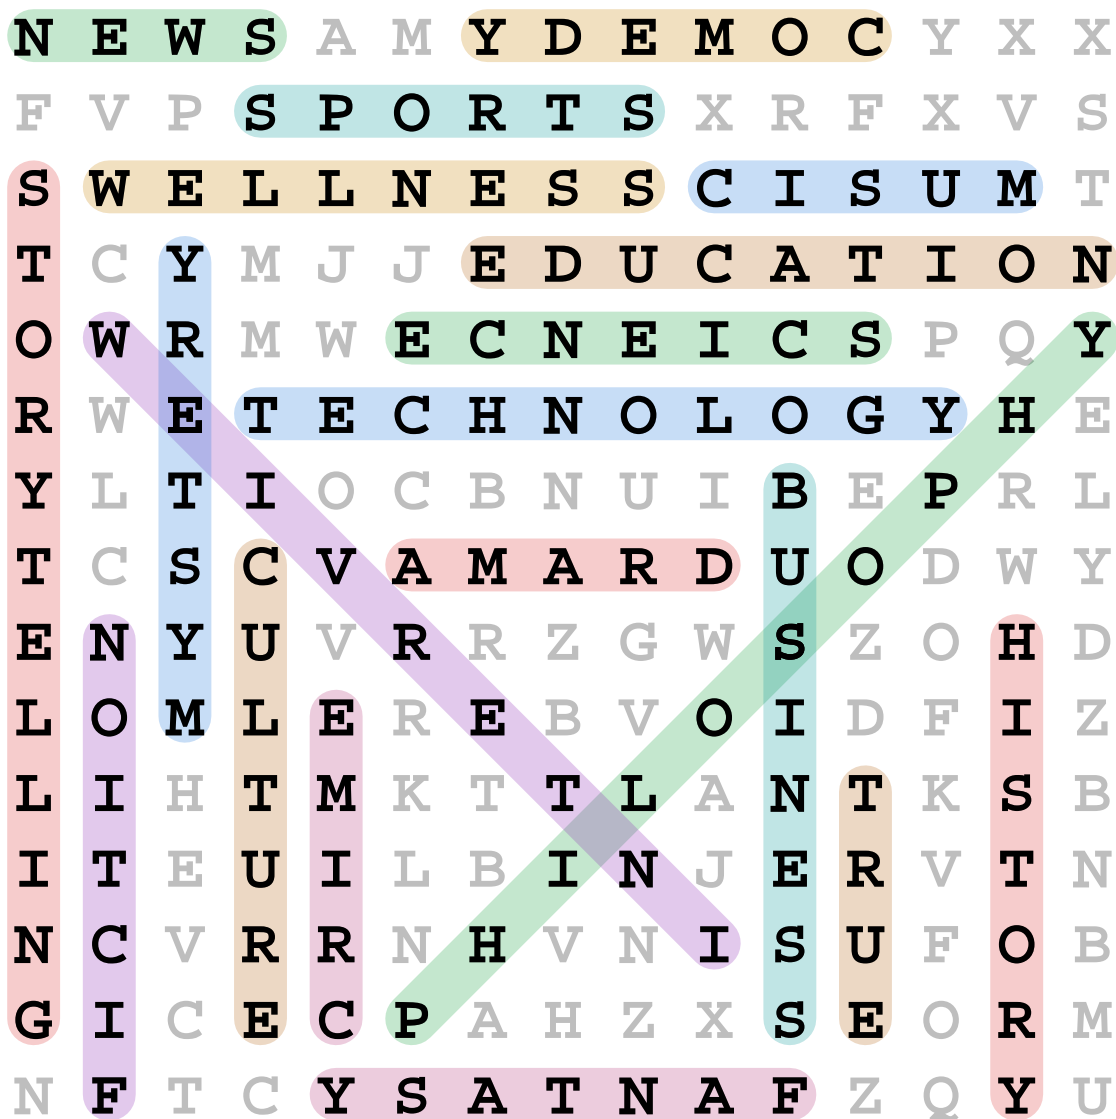 N E W S A M Y D E M O C Y X X
F V P S P O R T S X R F X V S
S W E L L N E S S C I S U M T
T C Y M J J E D U C A T I O N
O W R M W E C N E I C S P Q Y
R W E T E C H N O L O G Y H E
Y L T I O C B N U I B E P R L
T C S C V A M A R D U O D W Y
E N Y U V R R Z G W S Z O H D
L O M L E R E B V O I D F I Z
L I H T M K T T L A N T K S B
I T E U I L B I N J E R V T N
N C V R R N H V N I S U F O B
G I C E C P A H Z X S E O R M
N F T C Y S A T N A F Z Q Y U